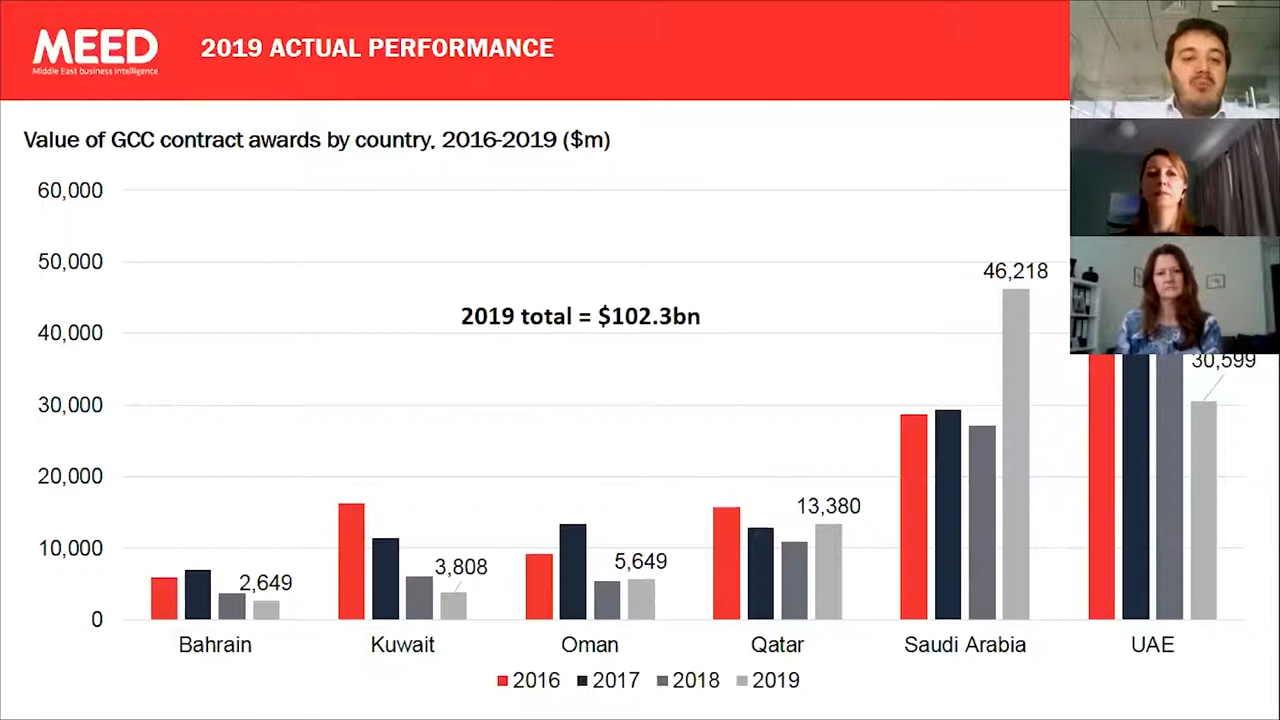 MEED
Middle East business intelligence
2019 ACTUAL PERFORMANCE
Value of GCC contract awards by country, 2016-2019 ($m)
60,000
50,000
40,000
30,000
20,000
10,000
0
2019 total = $102.3bn
2,649
3,808
5,649
13,380
46,218
30,599
Bahrain
Kuwait
Oman
Qatar
Saudi Arabia
UAE
2016 2017 2018 2019